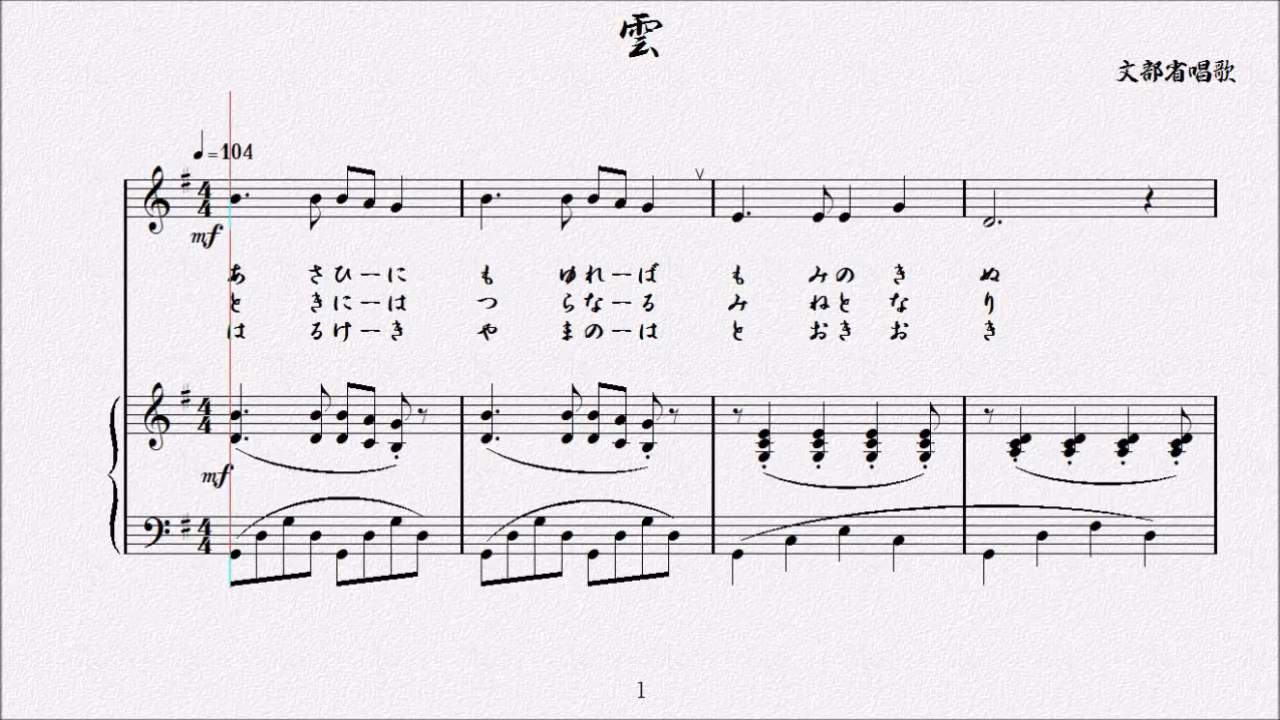 雲
文部省唱歌
♩=104
mf
あ さひーに も ゆれーば も みの き ぬ
と きにーは つ らなーる み ねと な り
は るけーき や まのーは と おき お き
mf
1